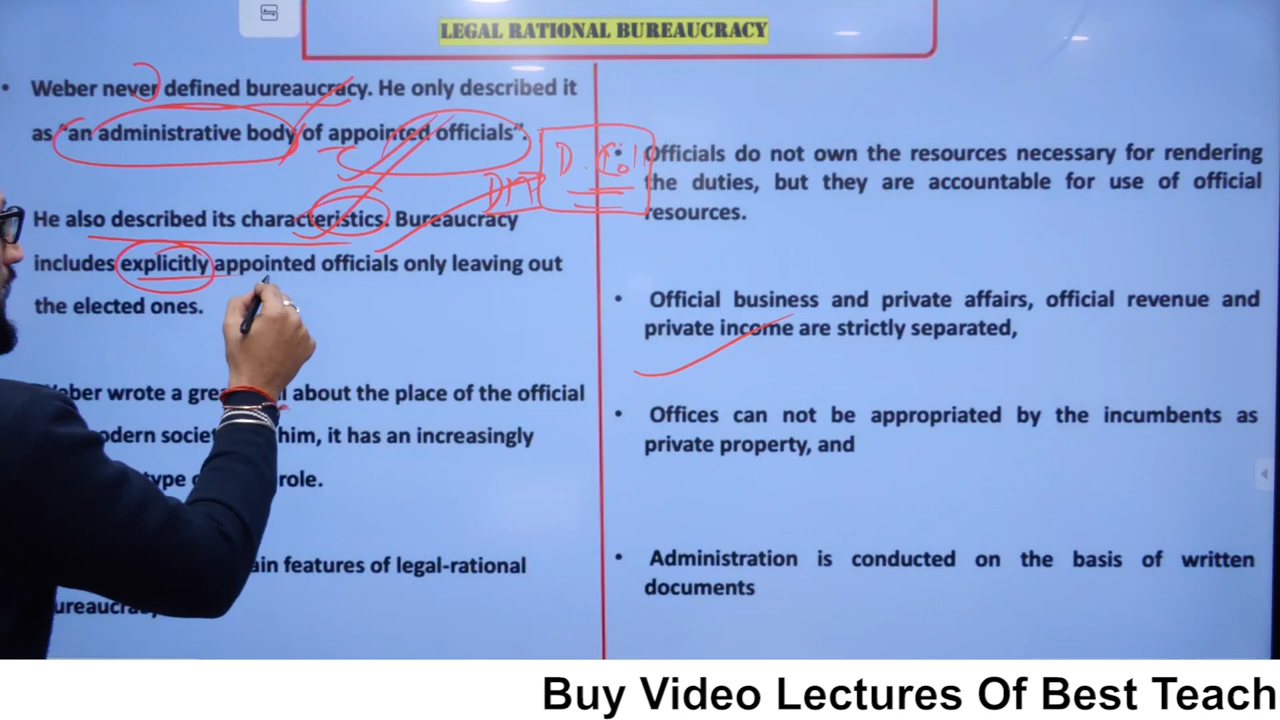 LEGAL RATIONAL BUREAUCRACY
• Weber never defined bureaucracy. He only described it
as "an administrative body of appointed officials".
He also described its characteristics. Bureaucracy
includes explicitly appointed officials only leaving out
the elected ones.
Weber wrote a about the place of the official
society him, it has an increasingly
type role.
features of legal-rational
• Officials do not own the resources necessary for rendering
the duties, but they are accountable for use of official
resources.
• Official business and private affairs, official revenue and
private income are strictly separated,
• Offices can not be appropriated by the incumbents as
private property, and
• Administration is conducted on the basis of written
documents
Buy Video Lectures Of Best Teach